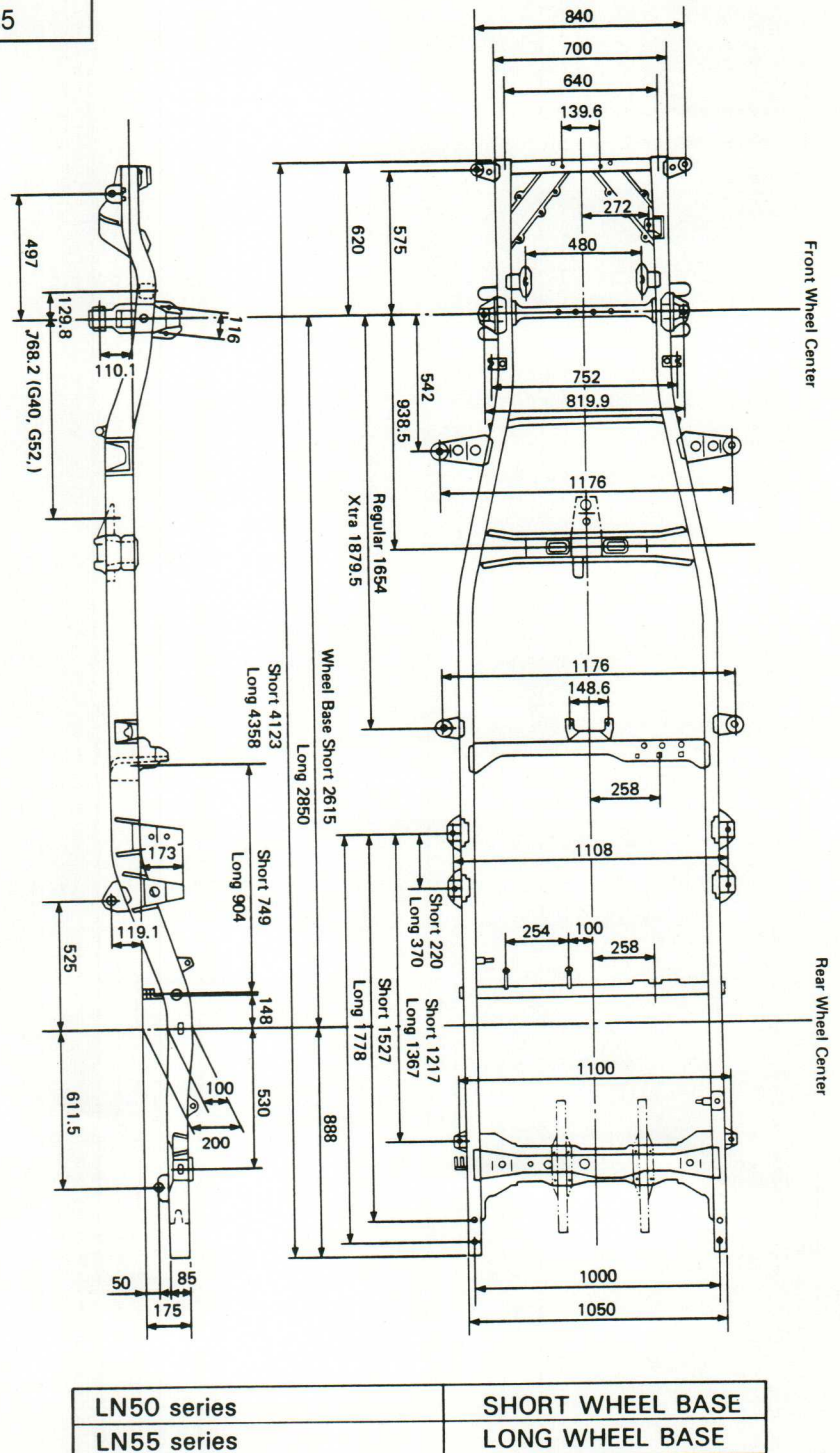 5
840
700
640
139.6
272
480
575
620
Front Wheel Center
752
819.9
542
938.5
1176
Regular 1654
Xtra 1879.5
1176
148.6
258
1108
Short 220
Long 370
254
100
258
Short 1217
Long 1367
Short 1527
Long 1778
Rear Wheel Center
1100
1000
1050
Wheel Base Short 2615
Long 2850
Short 4123
Long 4358
888
497
129.8
116
110.1
768.2 (G40, G52,)
Short 749
Long 904
173
119.1
525
148
530
100
200
611.5
50
85
175
LN50 series
SHORT WHEEL BASE
LN55 series
LONG WHEEL BASE